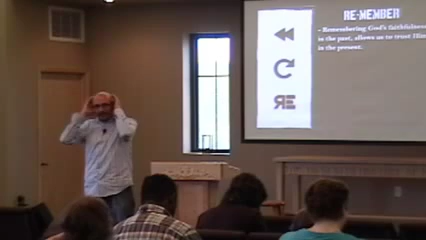 RE-MEMBER
- Remembering God's faithfulness
in the past, allows us to trust Him
in the present.
RE